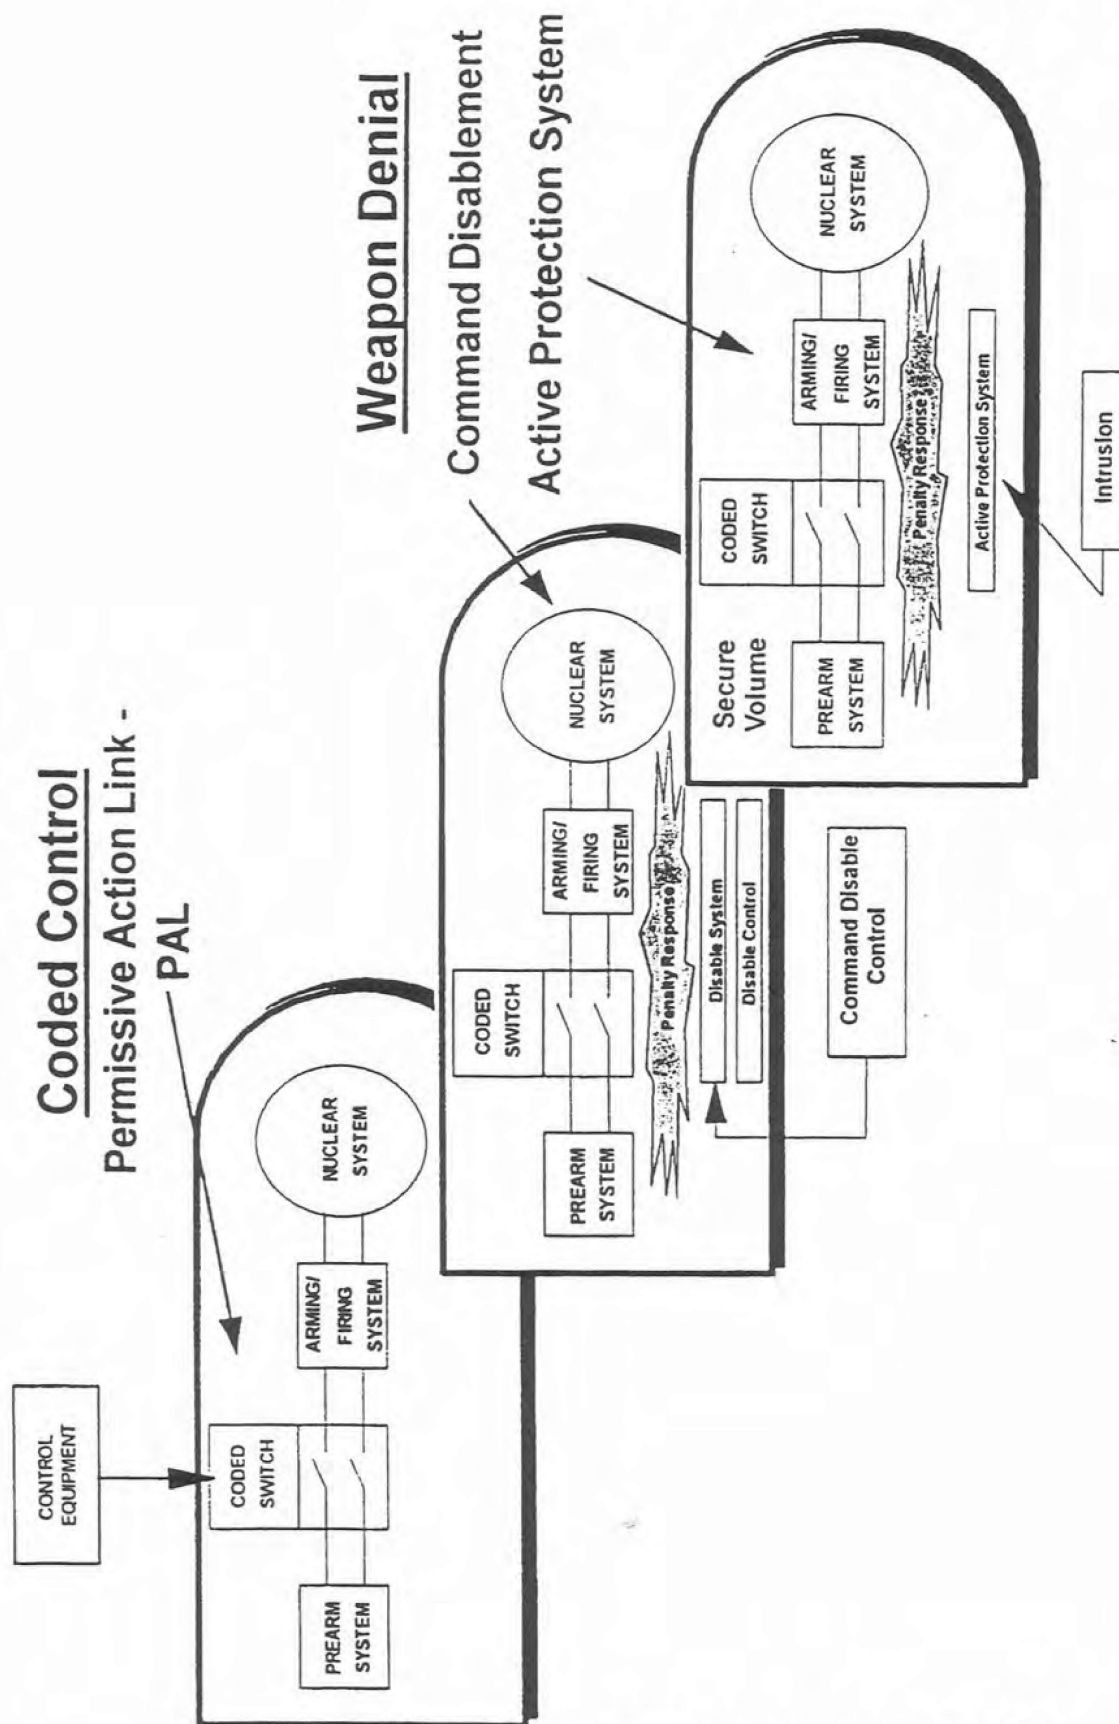 Coded Control
Permissive Action Link -
PAL
CONTROL
EQUIPMENT
CODED
SWITCH
PREARM
SYSTEM
ARMING/
FIRING
SYSTEM
NUCLEAR
SYSTEM
Weapon Denial
Command Disablement
Active Protection System
CODED
SWITCH
PREARM
SYSTEM
ARMING/
FIRING
SYSTEM
NUCLEAR
SYSTEM
Penalty Response
Disable System
Disable Control
Command Disable
Control
Secure
Volume
CODED
SWITCH
PREARM
SYSTEM
ARMING/
FIRING
SYSTEM
NUCLEAR
SYSTEM
Penalty Response
Active Protection System
Intrusion